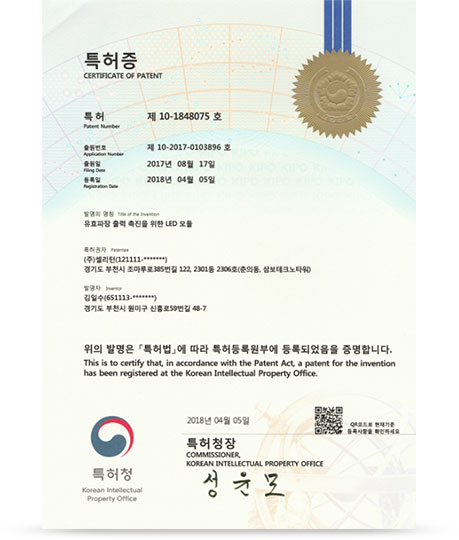 특허증
CERTIFICATE OF PATENT
특 허 제 10-1848075 호
Patent Number
출원번호 제 10-2017-0103896 호
Application Number
출원일 2017년 08월 17일
Filing Date
등록일 2018년 04월 05일
Registration Date
발명의 명칭 Title of the Invention
유효파장 출력 촉진을 위한 LED 모듈
특허권자 Patentee
(주)셀리턴(121111-*******)
경기도 부천시 조마루로385번길 122, 2301동 2306호(춘의동, 삼보테크노타워)
발명자 Inventor
김일수(651113-*******)
경기도 부천시 원미구 신흥로59번길 48-7
위의 발명은 「특허법」에 따라 특허등록원부에 등록되었음을 증명합니다.
This is to certify that, in accordance with the Patent Act, a patent for the invention
has been registered at the Korean Intellectual Property Office.
2018년 04월 05일
QR코드로 현재기준
등록사항을 확인하세요
특허청장
COMMISSIONER,
KOREAN INTELLECTUAL PROPERTY OFFICE
성윤모
특허청
Korean Intellectual
Property Office